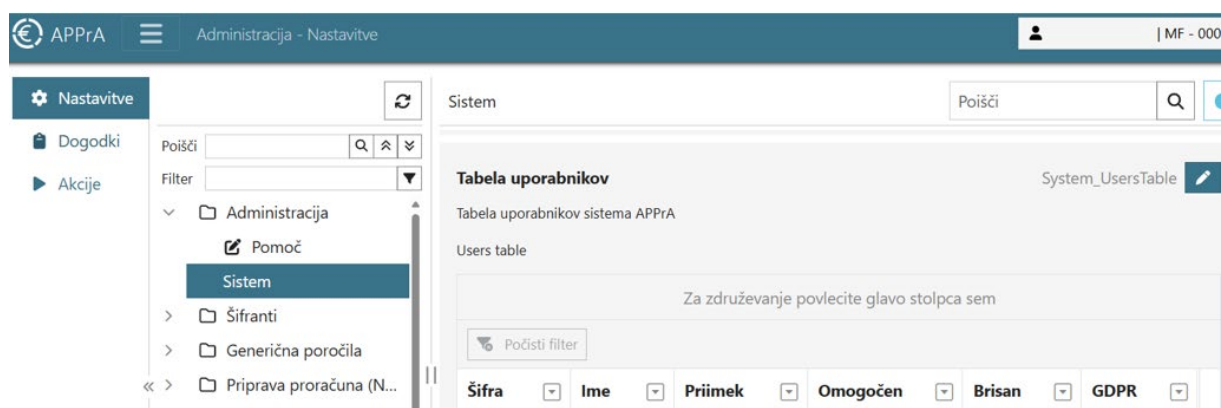 APPrA Administracija - Nastavitve | MF - 000
Nastavitve
Dogodki
Akcije
Poišči
Filter
Administracija
Pomoč
Sistem
Šifranti
Generična poročila
Priprava proračuna (N...
Sistem Poišči
Tabela uporabnikov System_UsersTable
Tabela uporabnikov sistema APPrA
Users table
Za združevanje povlecite glavo stolpca sem
Počisti filter
Šifra Ime Priimek Omogočen Brisan GDPR